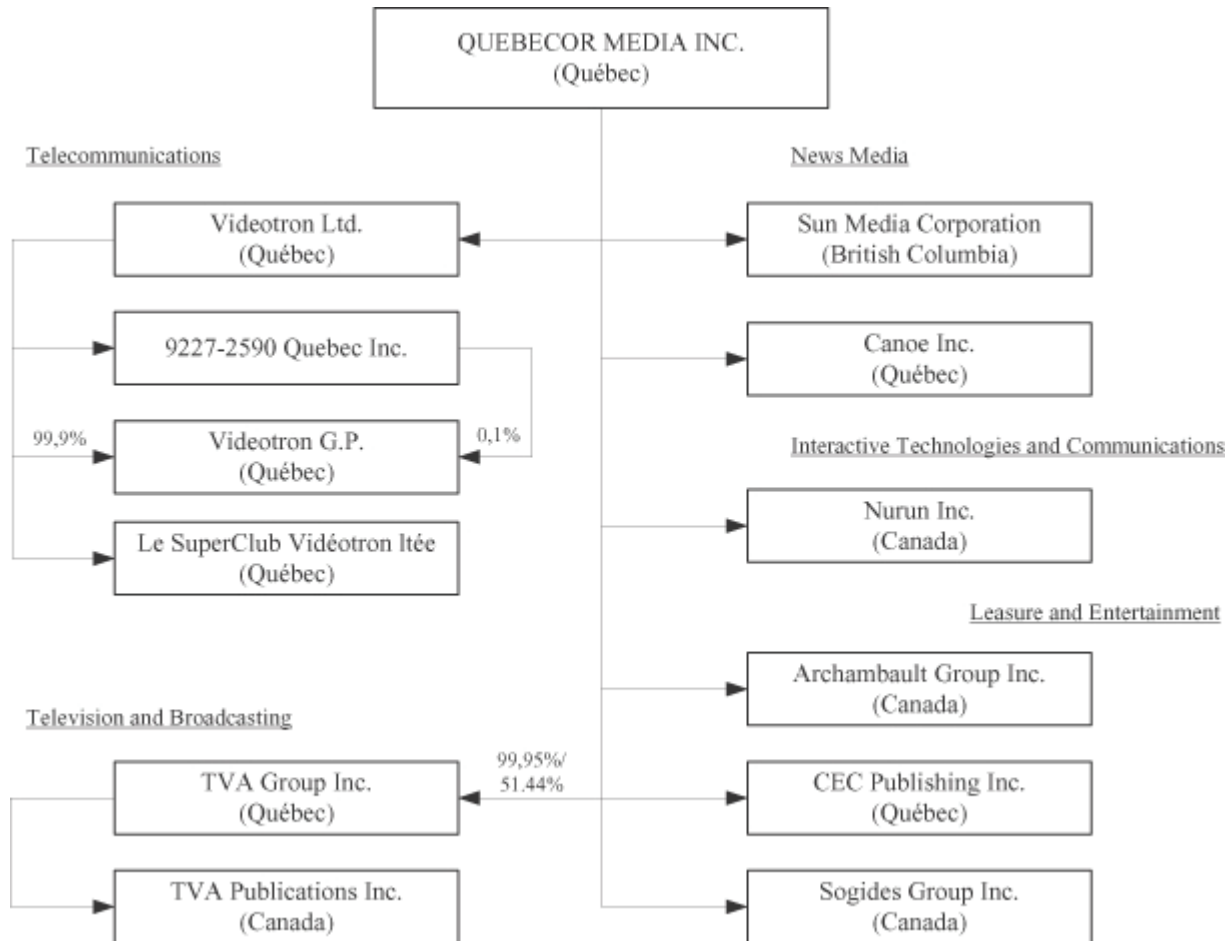 QUEBECOR MEDIA INC.
(Québec)
Telecommunications
Videotron Ltd.
(Québec)
9227-2590 Quebec Inc.
99,9%
Videotron G.P.
(Québec)
0,1%
Le SuperClub Vidéotron ltée
(Québec)
Television and Broadcasting
99,95%/
51.44%
TVA Group Inc.
(Québec)
TVA Publications Inc.
(Canada)
News Media
Sun Media Corporation
(British Columbia)
Canoe Inc.
(Québec)
Interactive Technologies and Communications
Nurun Inc.
(Canada)
Leasure and Entertainment
Archambault Group Inc.
(Canada)
CEC Publishing Inc.
(Québec)
Sogides Group Inc.
(Canada)